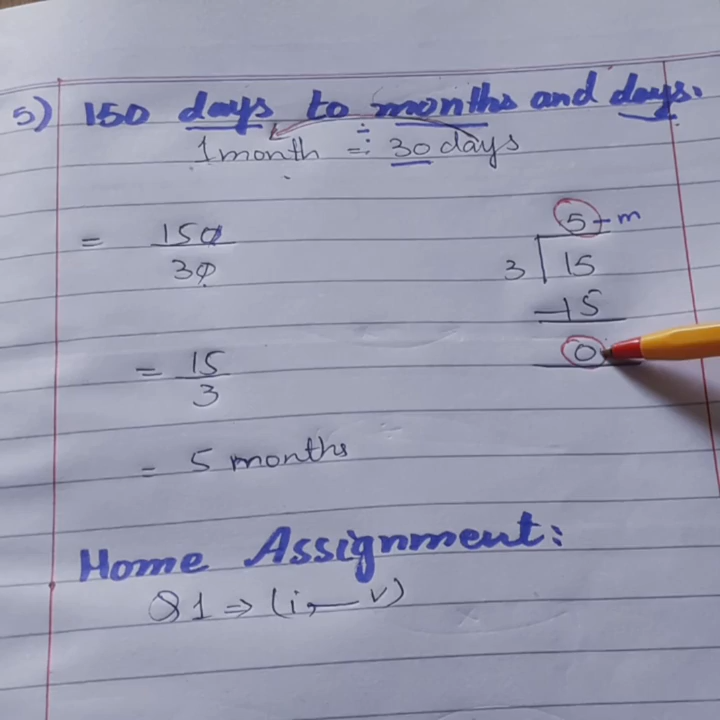 5) 150 days to months and days.
1 month = 30 days
= 150/30
5 - m
3 15
-15
0
= 15/3
= 5 months
Home Assignment:
Q1 ⇒ (i, — v)